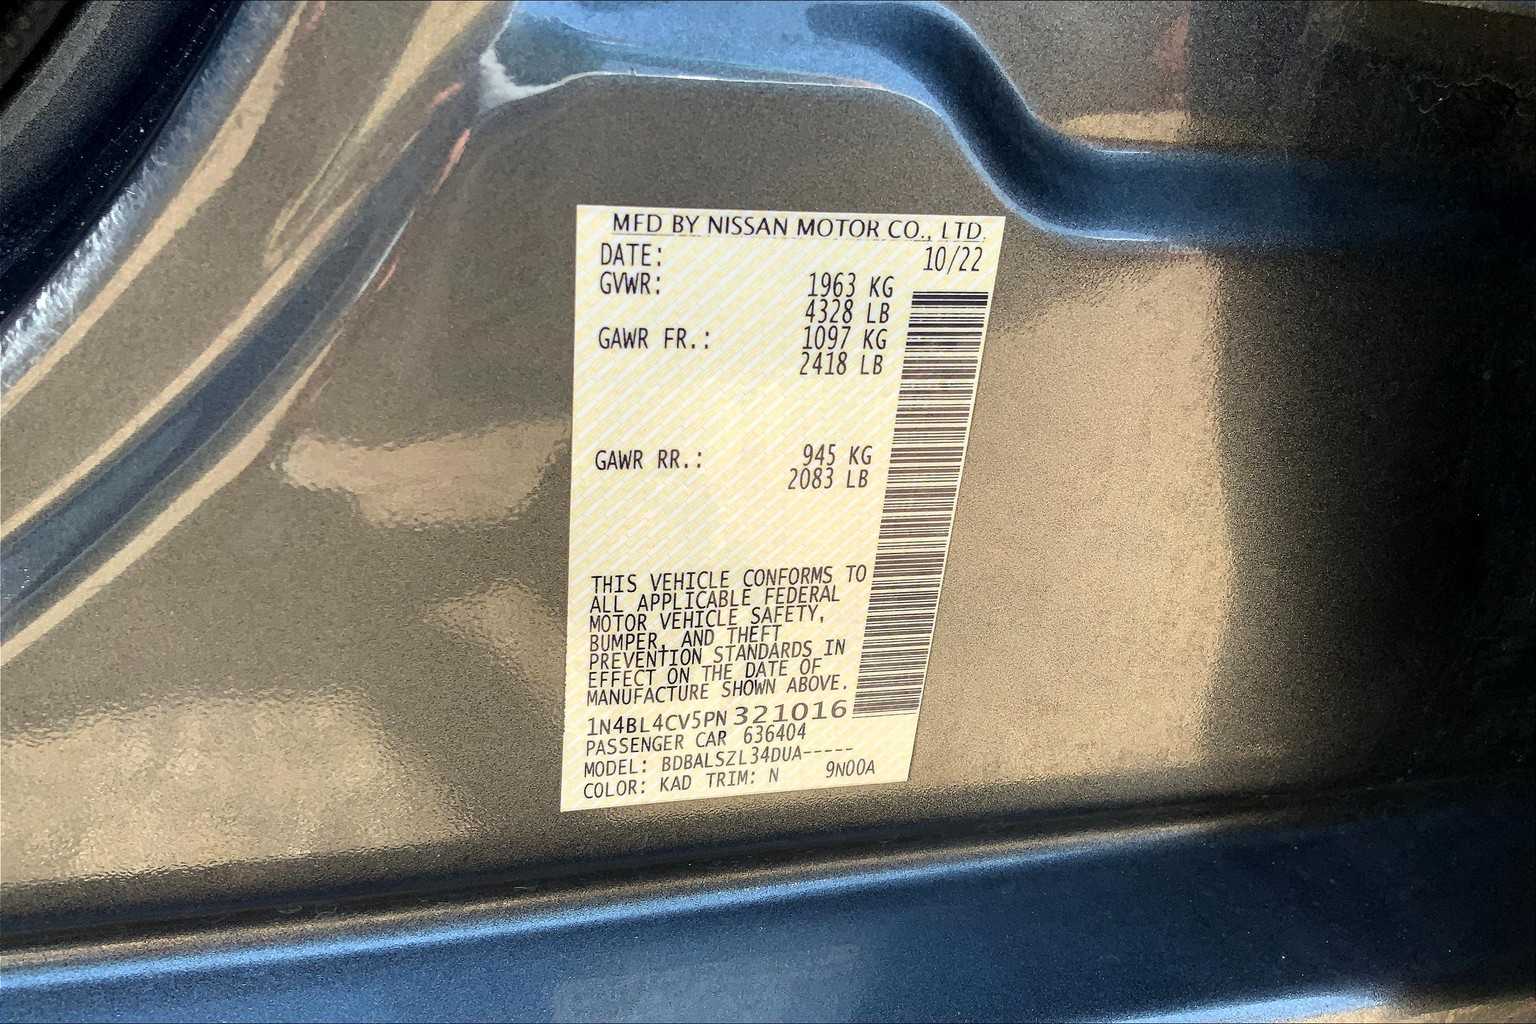 MFD BY NISSAN MOTOR CO., LTD.
DATE: 10/22
GVWR: 1963 KG
4328 LB
GAWR FR.: 1097 KG
2418 LB
GAWR RR.: 945 KG
2083 LB
THIS VEHICLE CONFORMS TO
ALL APPLICABLE FEDERAL
MOTOR VEHICLE SAFETY,
BUMPER, AND THEFT
PREVENTION STANDARDS IN
EFFECT ON THE DATE OF
MANUFACTURE SHOWN ABOVE.
1N4BL4CV5PN321016
PASSENGER CAR 636404
MODEL: BDBALSZL34DUA-----
COLOR: KAD TRIM: N 9N00A